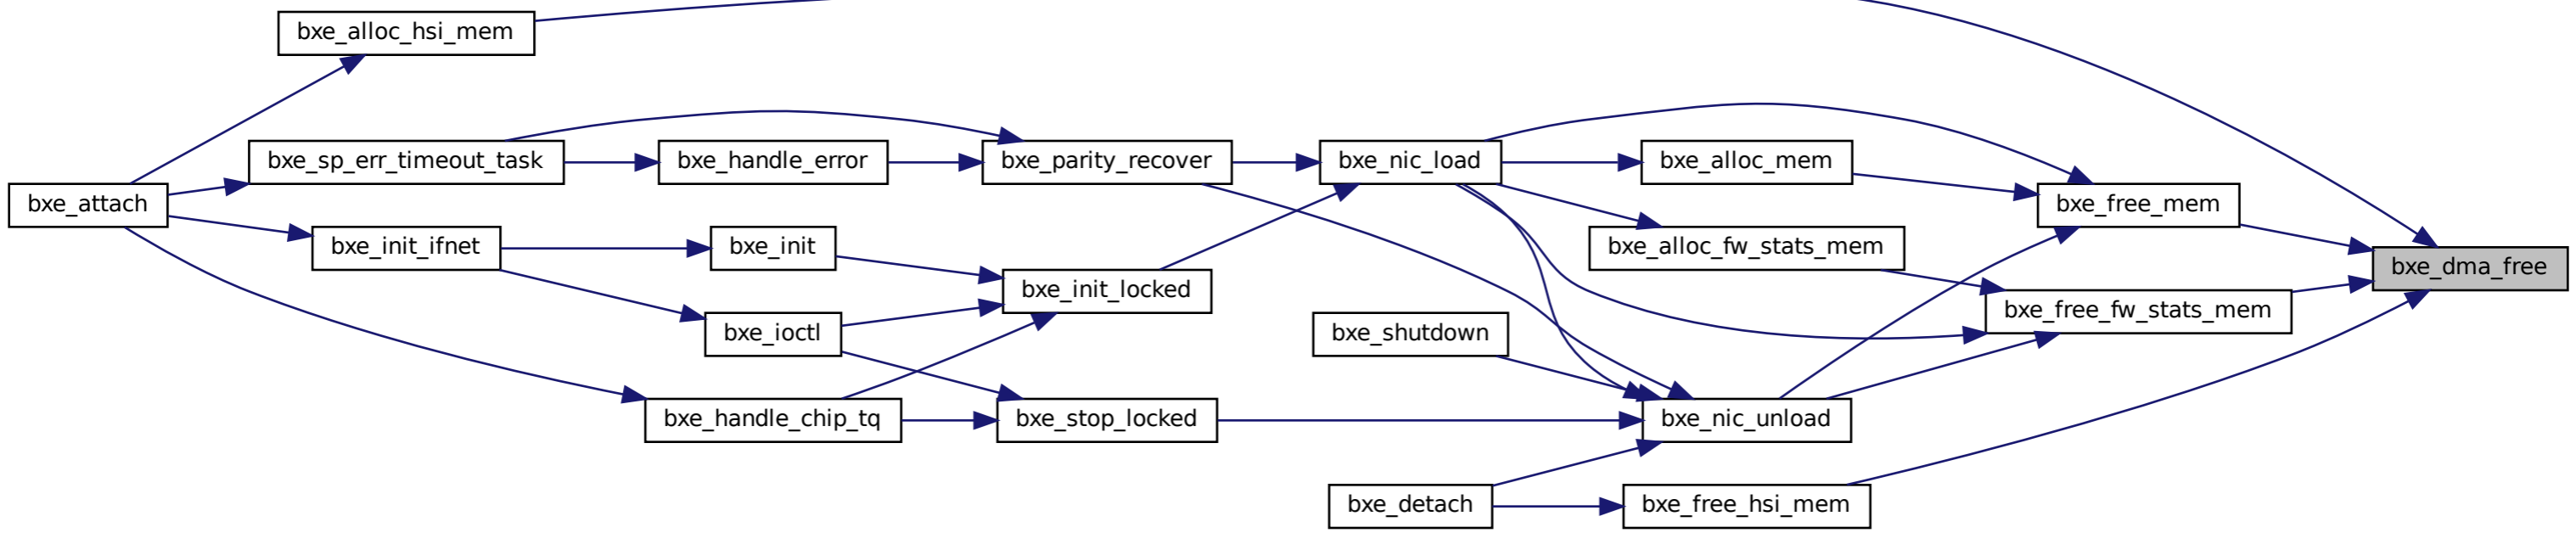 bxe_alloc_hsi_mem
bxe_sp_err_timeout_task
bxe_handle_error
bxe_parity_recover
bxe_nic_load
bxe_alloc_mem
bxe_attach
bxe_free_mem
bxe_init_ifnet
bxe_init
bxe_alloc_fw_stats_mem
bxe_dma_free
bxe_init_locked
bxe_free_fw_stats_mem
bxe_ioctl
bxe_shutdown
bxe_handle_chip_tq
bxe_stop_locked
bxe_nic_unload
bxe_detach
bxe_free_hsi_mem